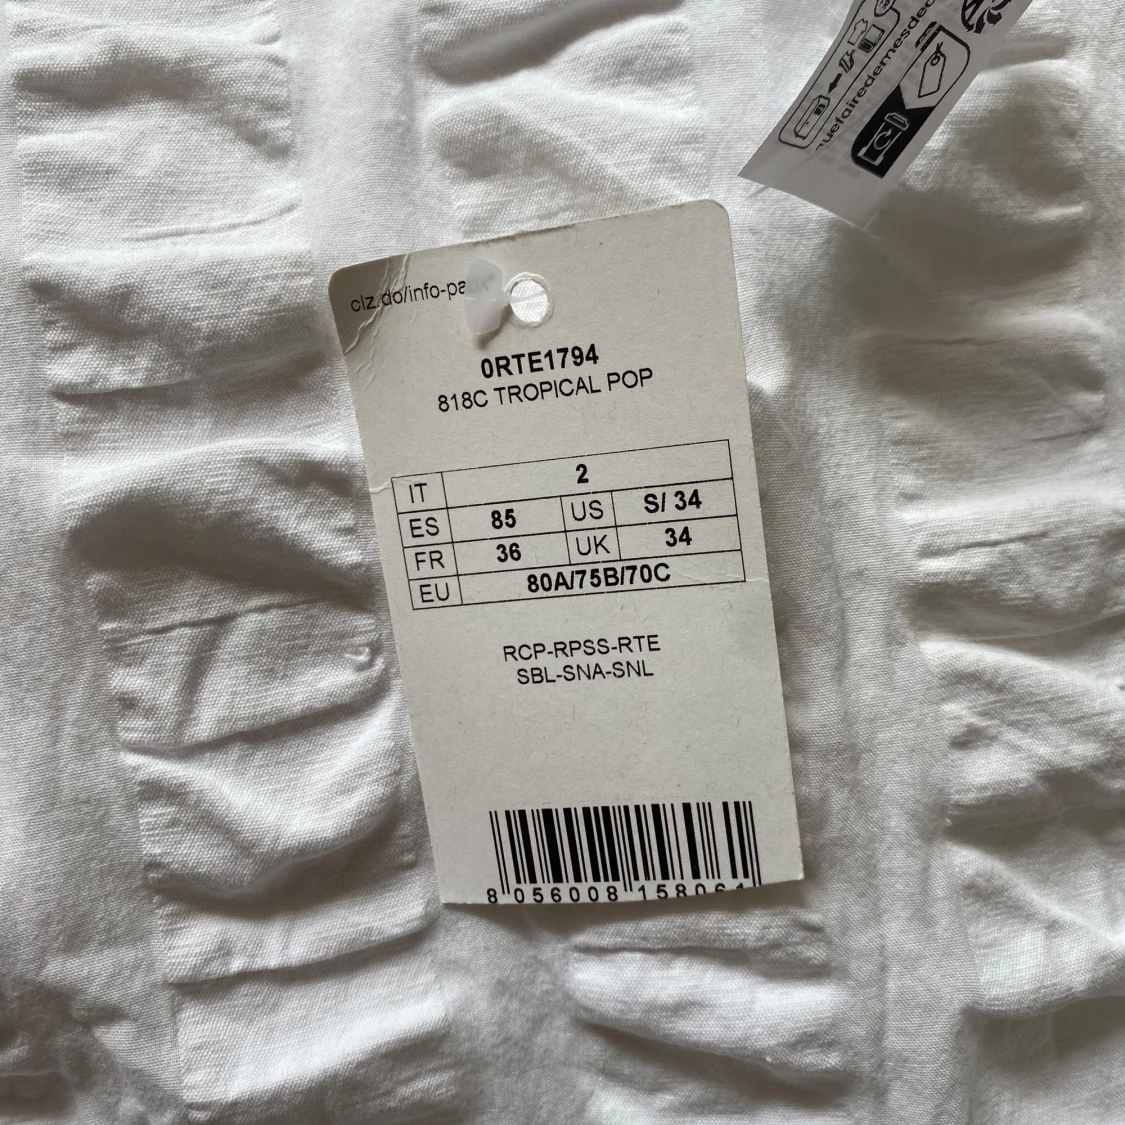 quefairedemesdec
clz.do/info-pa
0RTE1794
818C TROPICAL POP
IT 2
ES 85 US S/ 34
FR 36 UK 34
EU 80A/75B/70C
RCP-RPSS-RTE
SBL-SNA-SNL
8 056008 158061